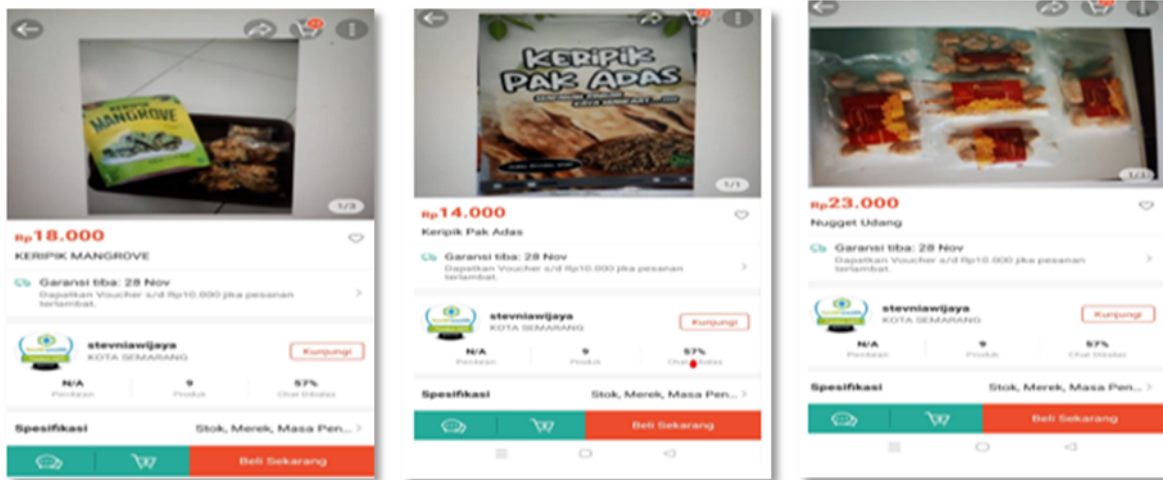 KERIPIK
MANGROVE
1/3
Rp18.000
KERIPIK MANGROVE
Garansi tiba: 28 Nov
Dapatkan Voucher s/d Rp10.000 jika pesanan
terlambat.
stevniawijaya
KOTA SEMARANG
Kunjungi
N/A
9
57%
Penilaian
Produk
Chat Dibalas
Spesifikasi
Stok, Merek, Masa Pen...
Beli Sekarang
KERIPIK
PAK ADAS
1/1
Rp14.000
Keripik Pak Adas
Garansi tiba: 28 Nov
Dapatkan Voucher s/d Rp10.000 jika pesanan
terlambat.
stevniawijaya
KOTA SEMARANG
Kunjungi
N/A
9
57%
Penilaian
Produk
Chat Dibalas
Spesifikasi
Stok, Merek, Masa Pen...
Beli Sekarang
1/3
Rp23.000
Nugget Udang
Garansi tiba: 28 Nov
Dapatkan Voucher s/d Rp10.000 jika pesanan
terlambat.
stevniawijaya
KOTA SEMARANG
Kunjungi
N/A
9
57%
Penilaian
Produk
Chat Dibalas
Spesifikasi
Stok, Merek, Masa Pen...
Beli Sekarang